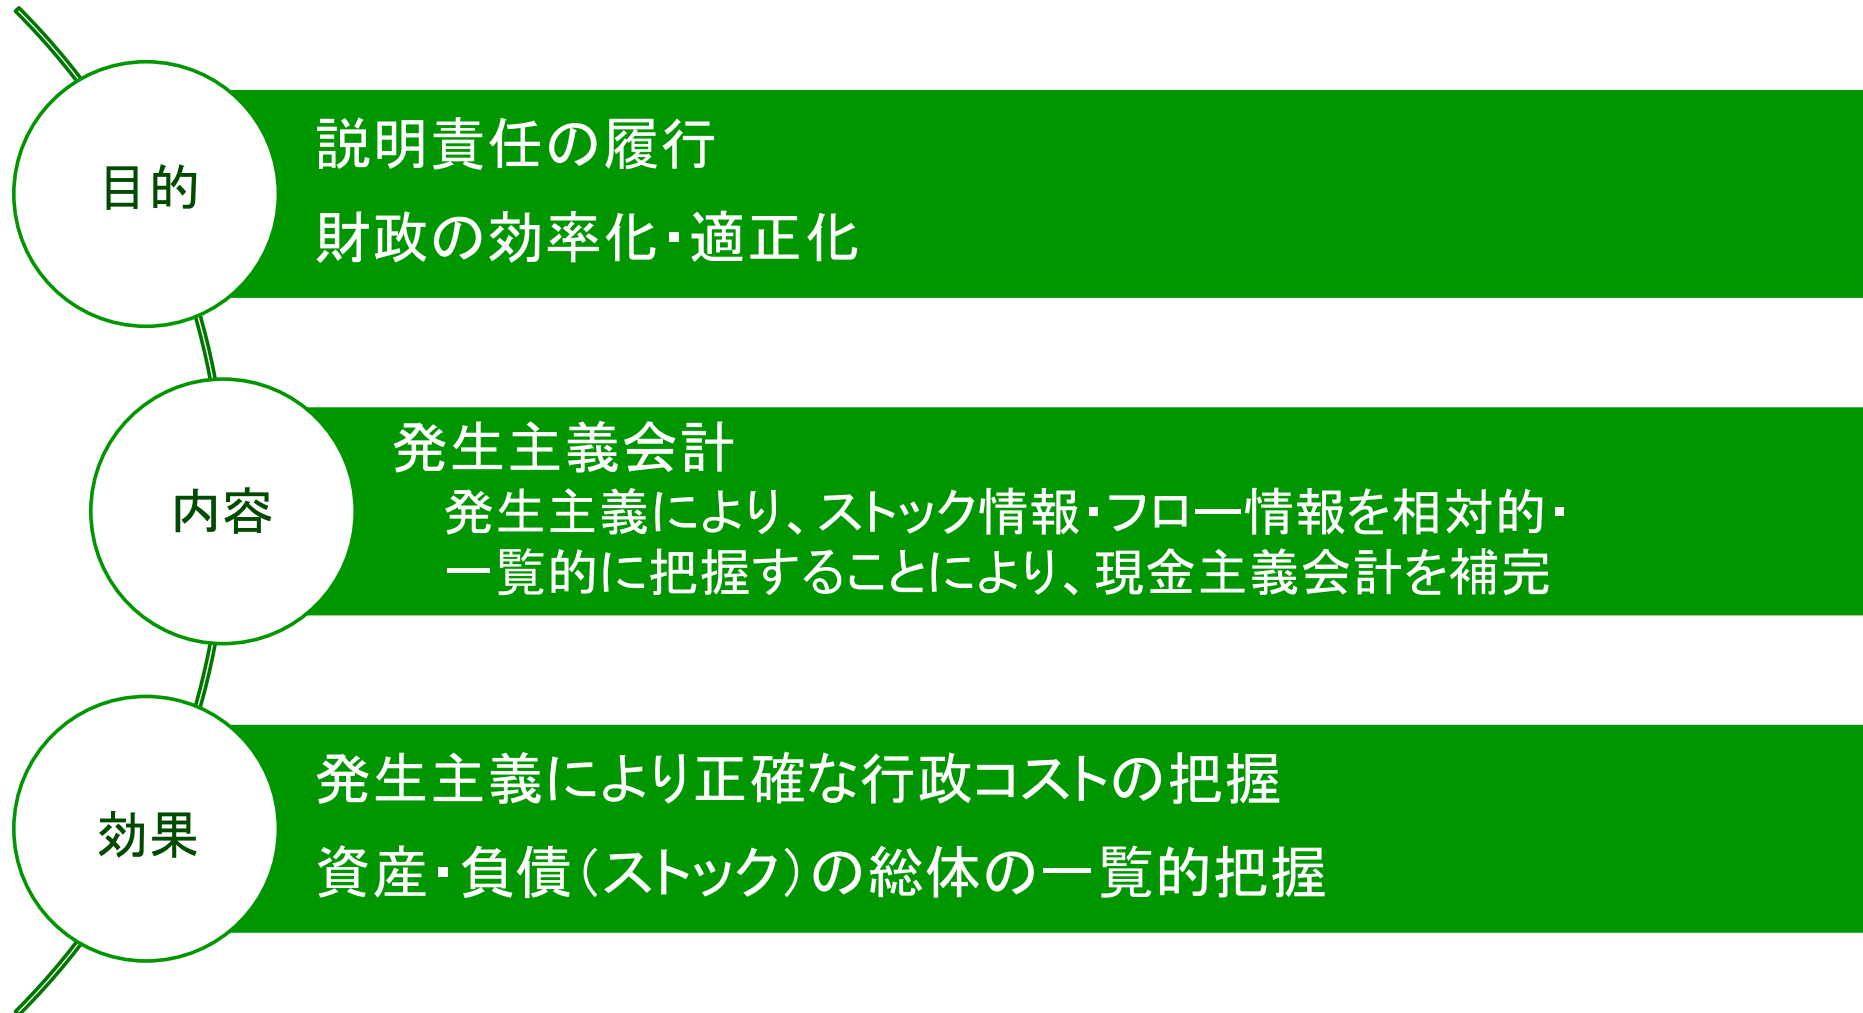 目的
説明責任の履行
財政の効率化・適正化
内容
発生主義会計
発生主義により、ストック情報・フロー情報を相対的・
一覧的に把握することにより、現金主義会計を補完
効果
発生主義により正確な行政コストの把握
資産・負債（ストック）の総体の一覧的把握